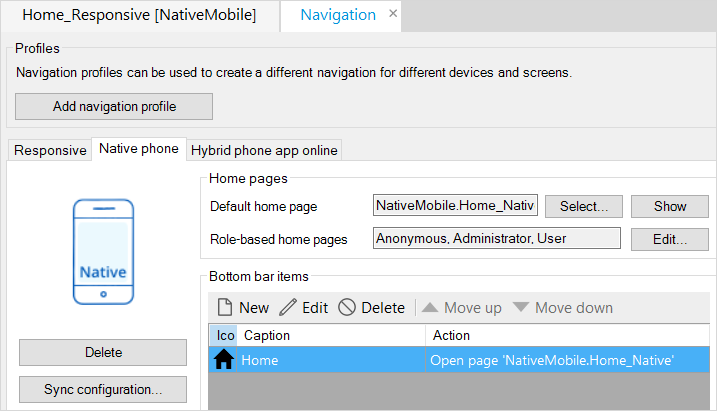 Home_Responsive [NativeMobile]
Navigation
Profiles
Navigation profiles can be used to create a different navigation for different devices and screens.
Add navigation profile
Responsive
Native phone
Hybrid phone app online
Native
Delete
Sync configuration...
Home pages
Default home page
NativeMobile.Home_Nativ
Select...
Show
Role-based home pages
Anonymous, Administrator, User
Edit...
Bottom bar items
New
Edit
Delete
Move up
Move down
Ico
Caption
Action
Home
Open page 'NativeMobile.Home_Native'